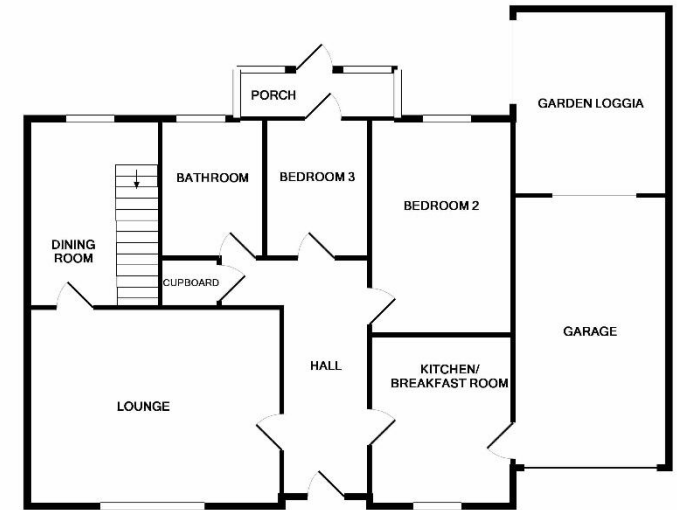 PORCH
GARDEN LOGGIA
BATHROOM
BEDROOM 3
BEDROOM 2
DINING
ROOM
CUPBOARD
GARAGE
HALL
KITCHEN/
BREAKFAST ROOM
LOUNGE